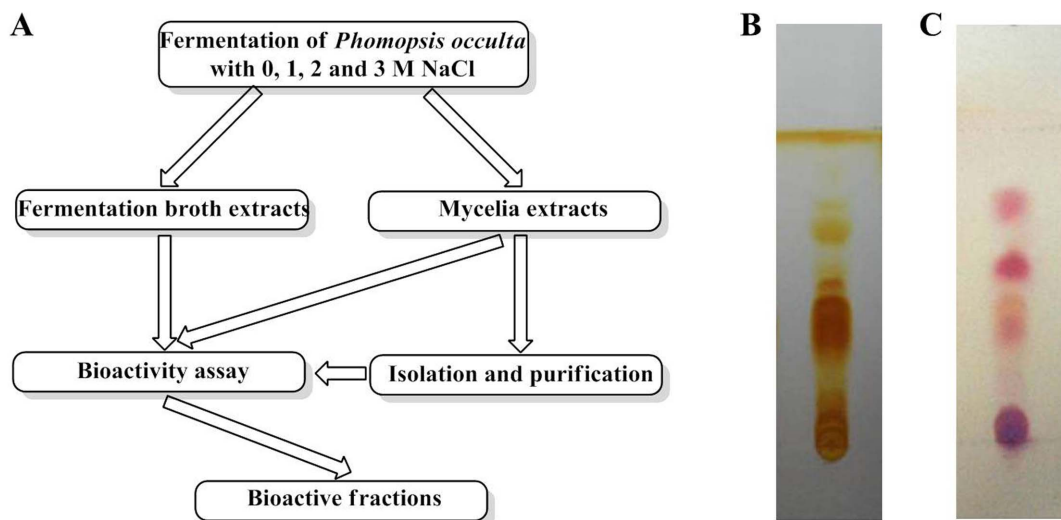 A
Fermentation of Phomopsis occulta
with 0, 1, 2 and 3 M NaCl
Fermentation broth extracts
Mycelia extracts
Bioactivity assay
Isolation and purification
Bioactive fractions
B
C